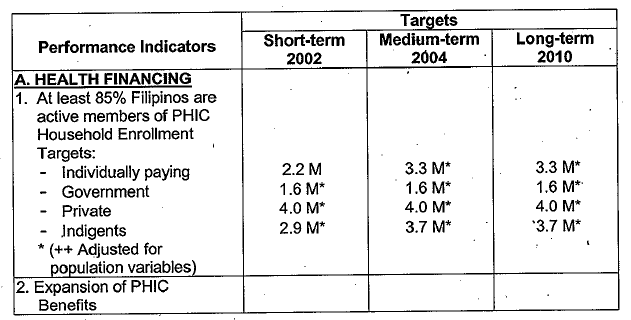 Performance Indicators
Targets
Short-term 2002
Medium-term 2004
Long-term 2010
A. HEALTH FINANCING
1. At least 85% Filipinos are
active members of PHIC
Household Enrollment
Targets:
- Individually paying 2.2 M 3.3 M* 3.3 M*
- Government 1.6 M* 1.6 M* 1.6 M*
- Private 4.0 M* 4.0 M* 4.0 M*
- Indigents 2.9 M* 3.7 M* 3.7 M*
* (++ Adjusted for
population variables)
2. Expansion of PHIC
Benefits